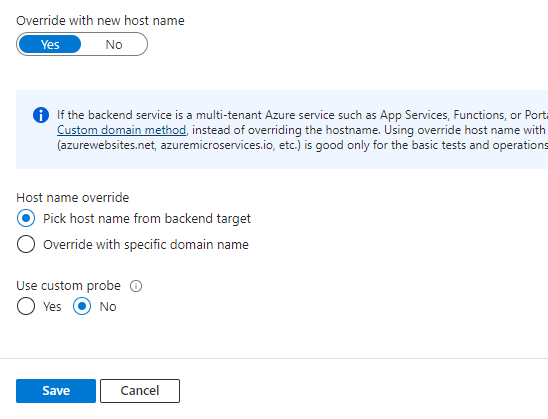 Override with new host name
Yes No
If the backend service is a multi-tenant Azure service such as App Services, Functions, or Porta
Custom domain method, instead of overriding the hostname. Using override host name with
(azurewebsites.net, azuremicroservices.io, etc.) is good only for the basic tests and operations
Host name override
Pick host name from backend target
Override with specific domain name
Use custom probe
Yes No
Save Cancel